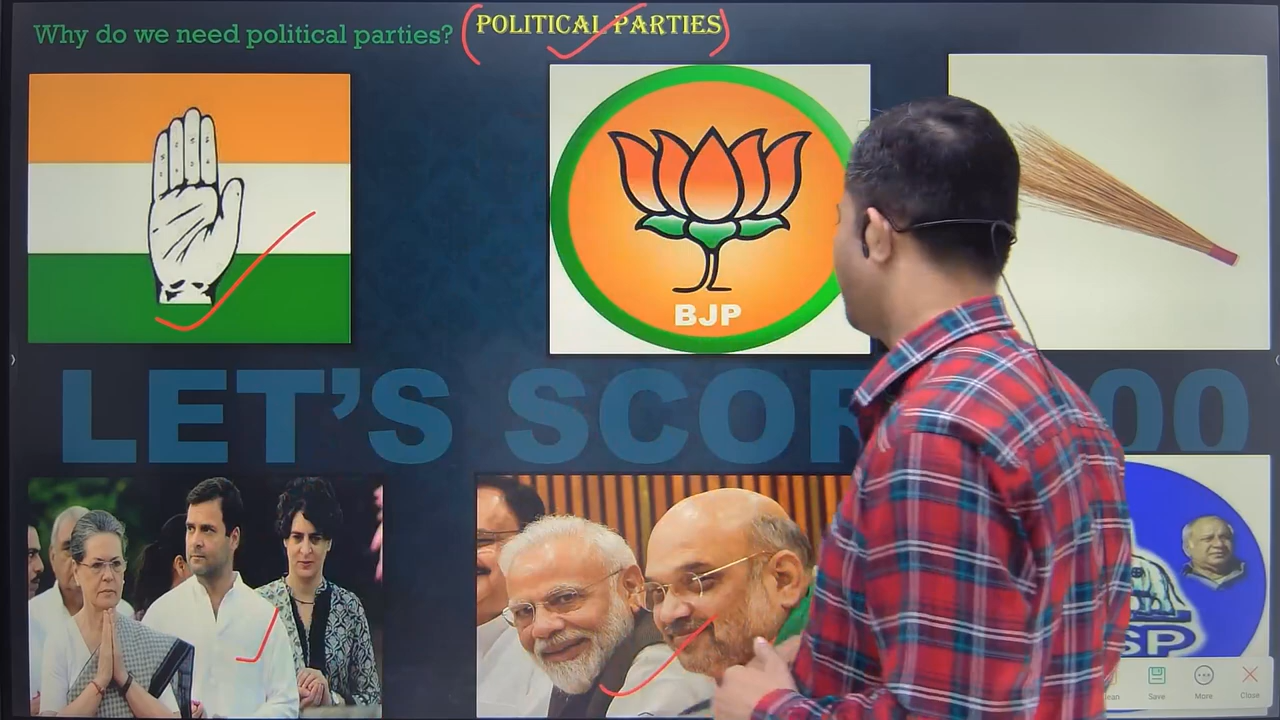 Why do we need political parties?
POLITICAL PARTIES
BJP
LET'S SCOR 00
SP
Save
More
Close